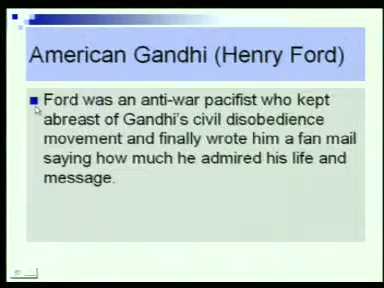 American Gandhi (Henry Ford)
Ford was an anti-war pacifist who kept
abreast of Gandhi's civil disobedience
movement and finally wrote him a fan mail
saying how much he admired his life and
message.